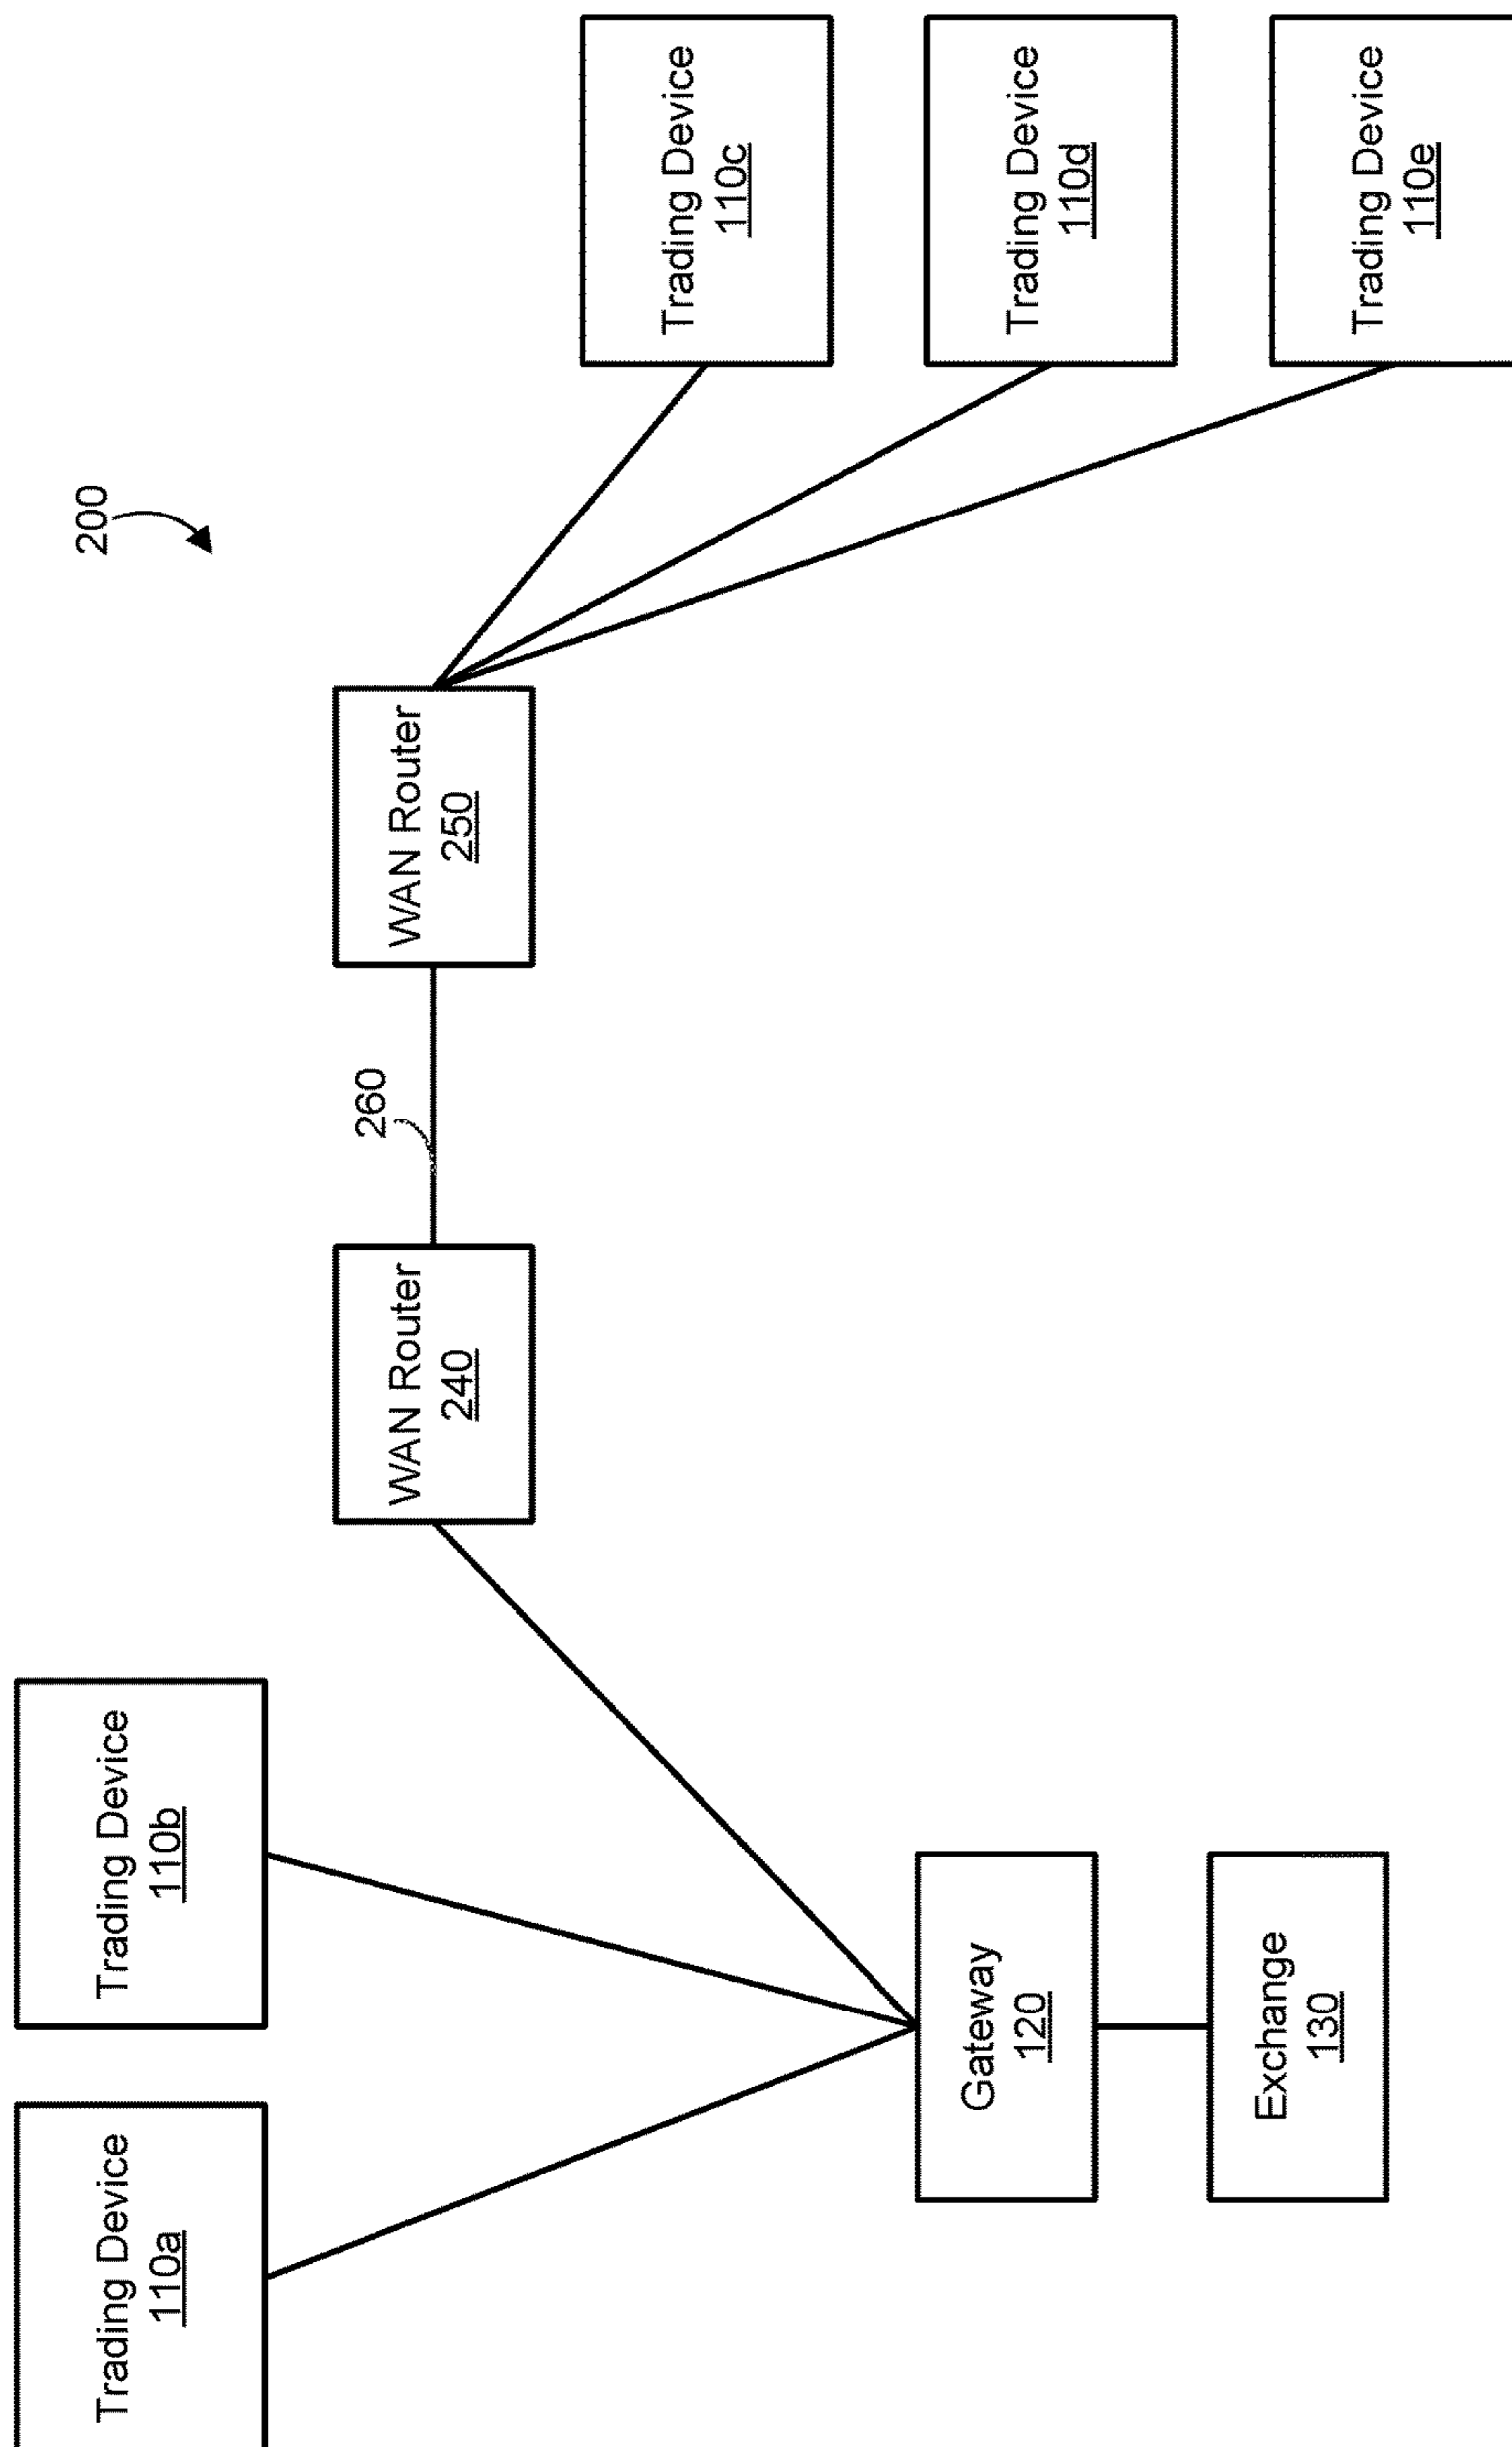 200
Trading Device
110a
Trading Device
110b
WAN Router
240
260
WAN Router
250
Trading Device
110c
Trading Device
110d
Trading Device
110e
Gateway
120
Exchange
130